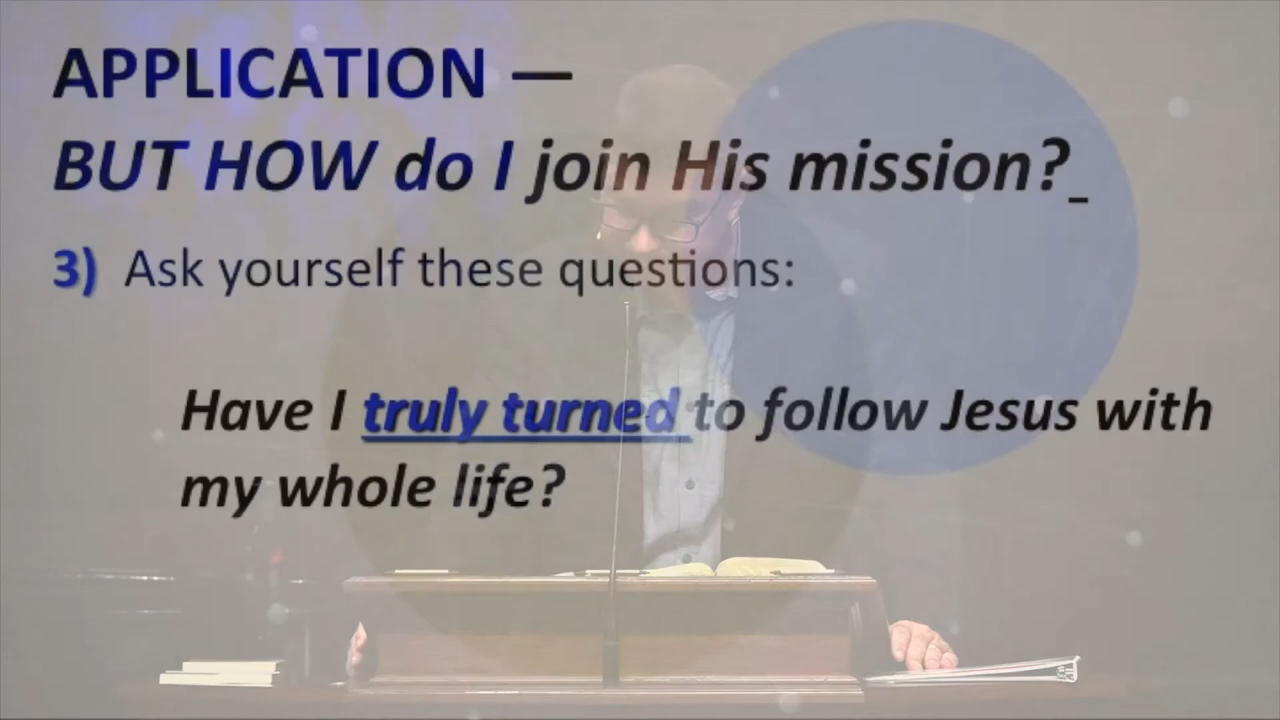 APPLICATION —
BUT HOW do I join His mission?_
3) Ask yourself these questions:
Have I truly turned to follow Jesus with
my whole life?